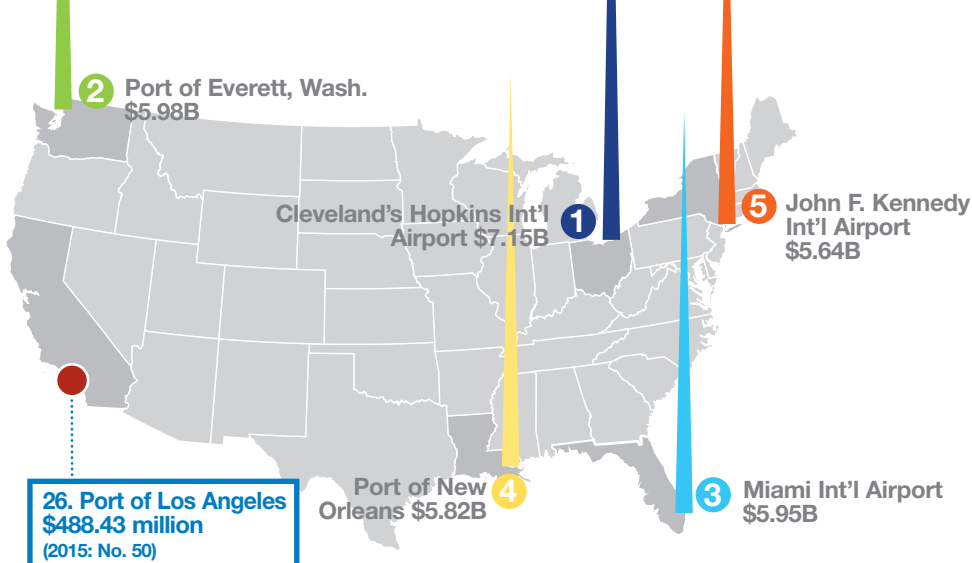 2
Port of Everett, Wash.
$5.98B
Cleveland's Hopkins Int'l
Airport $7.15B
1
5
John F. Kennedy
Int'l Airport
$5.64B
26. Port of Los Angeles
$488.43 million
(2015: No. 50)
Port of New
Orleans $5.82B
4
3
Miami Int'l Airport
$5.95B